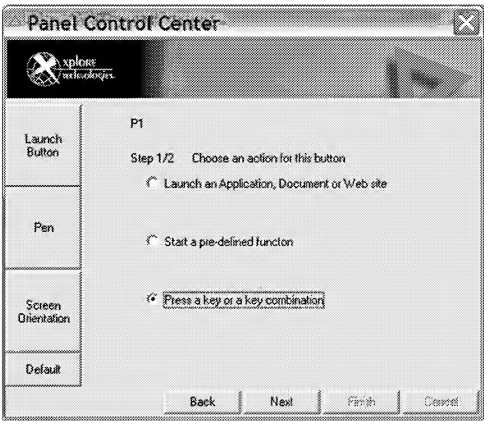 Panel Control Center
xplore
technologies.
Launch
Button
Pen
Screen
Orientation
Default
P1
Step 1/2 Choose an action for this button
Launch an Application, Document or Web site
Start a pre-defined functon
Press a key or a key combination
Back Next Finish Cancel